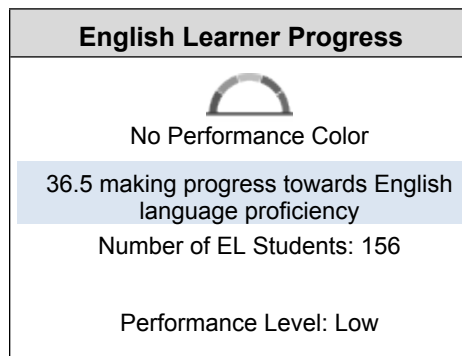 English Learner Progress
No Performance Color
36.5 making progress towards English
language proficiency
Number of EL Students: 156
Performance Level: Low